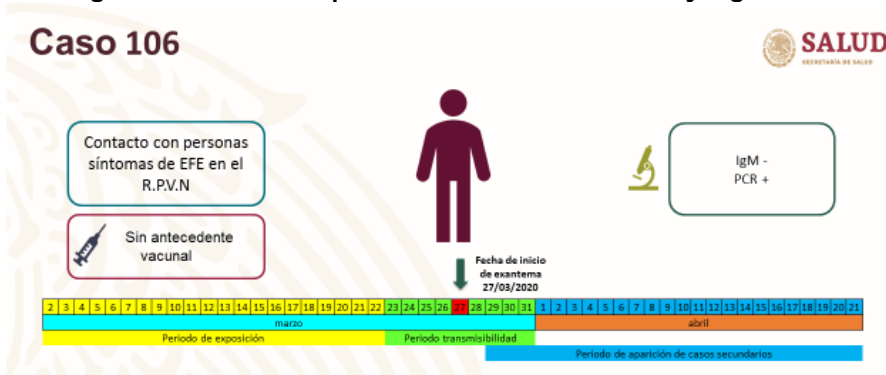 Caso 106
SALUD
SECRETARÍA DE SALUD
Contacto con personas
síntomas de EFE en el
R.P.V.N
Sin antecedente
vacunal
IgM -
PCR +
Fecha de inicio
de exantema
27/03/2020
2 3 4 5 6 7 8 9 10 11 12 13 14 15 16 17 18 19 20 21 22 23 24 25 26 27 28 29 30 31 1 2 3 4 5 6 7 8 9 10 11 12 13 14 15 16 17 18 19 20 21
marzo abril
Periodo de exposición Periodo transmisibilidad
Periodo de aparición de casos secundarios